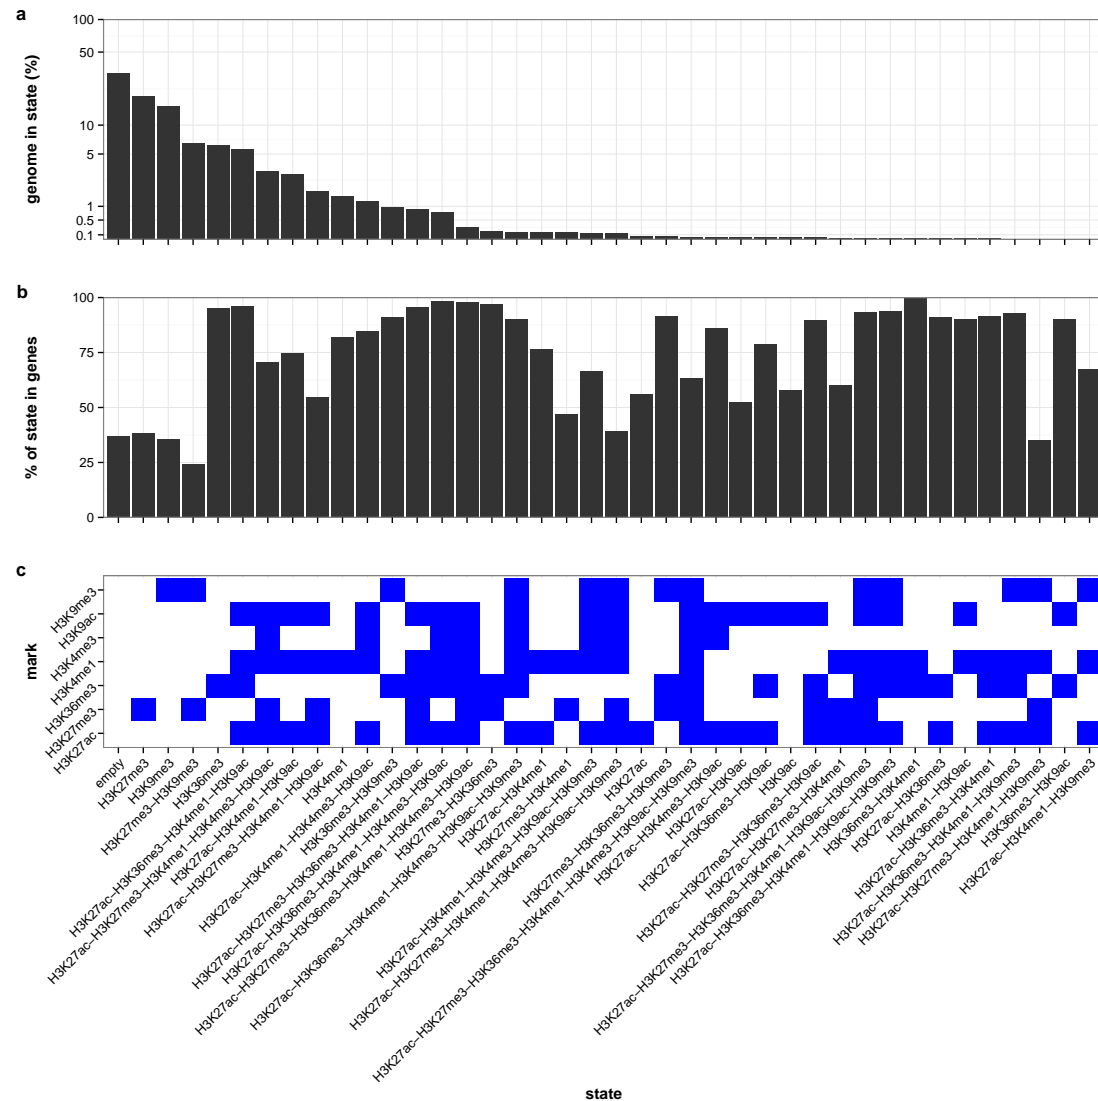 a
genome in state (%)
100
50
10
5
1
0.5
0.1
b
% of state in genes
100
75
50
25
0
c
mark
H3K9me3
H3K9ac
H3K4me3
H3K4me1
H3K36me3
H3K27me3
H3K27ac
empty
H3K27me3
H3K9me3
H3K27me3−H3K9me3
H3K36me3
H3K27ac−H3K36me3−H3K4me1−H3K9ac
H3K27ac−H3K27me3−H3K4me1−H3K4me3−H3K9ac
H3K27ac−H3K4me1−H3K9ac
H3K27ac−H3K27me3−H3K4me1−H3K9ac
H3K4me1
H3K27ac−H3K4me1−H3K4me3−H3K9ac
H3K36me3−H3K9me3
H3K27ac−H3K27me3−H3K36me3−H3K4me1−H3K9ac
H3K27ac−H3K36me3−H3K4me1−H3K4me3−H3K9ac
H3K27ac−H3K27me3−H3K36me3−H3K4me1−H3K4me3−H3K9ac
H3K27me3−H3K36me3
H3K27ac−H3K36me3−H3K4me1−H3K4me3−H3K9ac−H3K9me3
H3K27ac−H3K4me1
H3K27me3−H3K4me1
H3K27ac−H3K4me1−H3K4me3−H3K9ac−H3K9me3
H3K27ac−H3K27me3−H3K4me1−H3K4me3−H3K9ac−H3K9me3
H3K27ac
H3K27me3−H3K36me3−H3K9me3
H3K27ac−H3K27me3−H3K36me3−H3K4me1−H3K4me3−H3K9ac−H3K9me3
H3K27ac−H3K4me3−H3K9ac
H3K27ac−H3K9ac
H3K27ac−H3K36me3−H3K9ac
H3K9ac
H3K27ac−H3K27me3−H3K36me3−H3K9ac
H3K27ac−H3K27me3−H3K4me1
H3K27ac−H3K27me3−H3K36me3−H3K4me1−H3K9ac−H3K9me3
H3K27ac−H3K36me3−H3K4me1−H3K9ac−H3K9me3
H3K36me3−H3K4me1
H3K27ac−H3K36me3
H3K4me1−H3K9ac
H3K27ac−H3K36me3−H3K4me1
H3K27ac−H3K36me3−H3K4me1−H3K9me3
H3K27ac−H3K27me3−H3K4me1−H3K9me3
H3K36me3−H3K9ac
H3K27ac−H3K4me1−H3K9me3
state